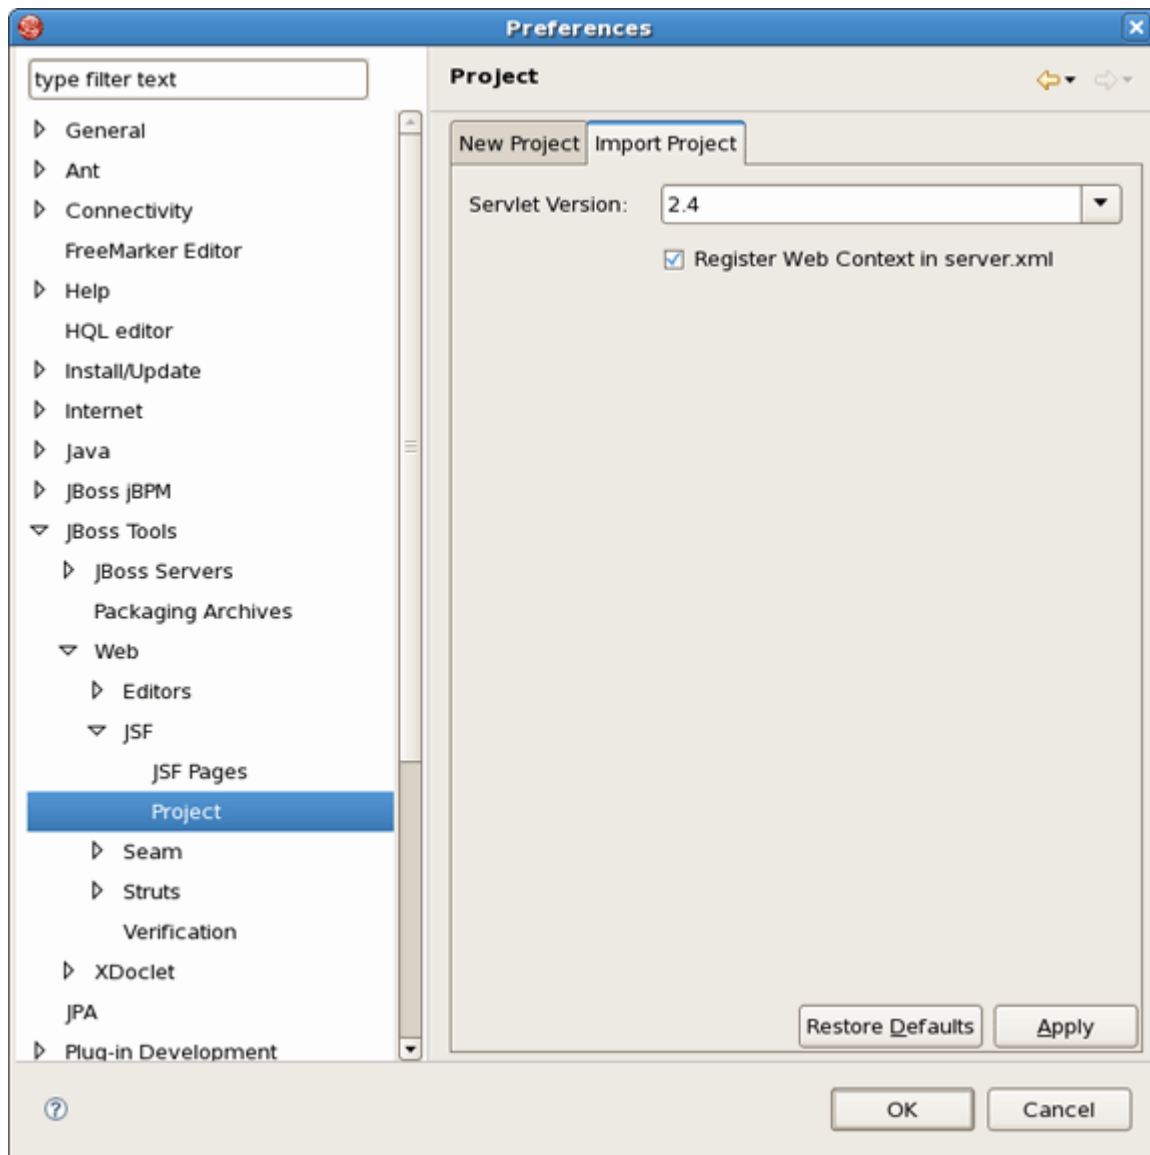 Preferences
type filter text
General
Ant
Connectivity
FreeMarker Editor
Help
HQL editor
Install/Update
Internet
Java
JBoss jBPM
JBoss Tools
JBoss Servers
Packaging Archives
Web
Editors
JSF
JSF Pages
Project
Seam
Struts
Verification
XDoclet
JPA
Plug-in Development
Project
New Project Import Project
Servlet Version: 2.4
Register Web Context in server.xml
Restore Defaults Apply
OK Cancel